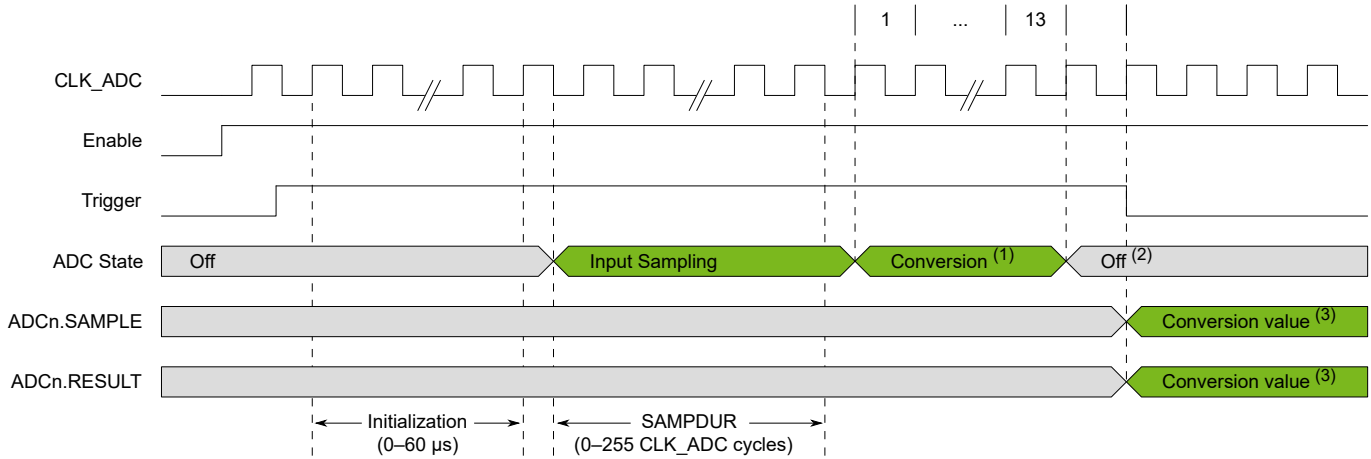 1 ... 13
CLK_ADC
Enable
Trigger
ADC State Off Input Sampling Conversion (1) Off (2)
ADCn.SAMPLE Conversion value (3)
ADCn.RESULT Conversion value (3)
Initialization SAMPDUR
(0–60 µs) (0–255 CLK_ADC cycles)